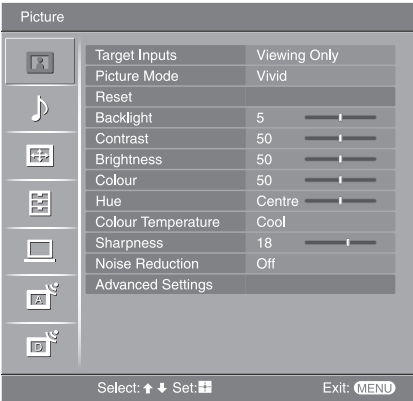 Picture
Target Inputs Viewing Only
Picture Mode Vivid
Reset
Backlight 5
Contrast 50
Brightness 50
Colour 50
Hue Centre
Colour Temperature Cool
Sharpness 18
Noise Reduction Off
Advanced Settings
A
D
Select: Set: Exit: MENU